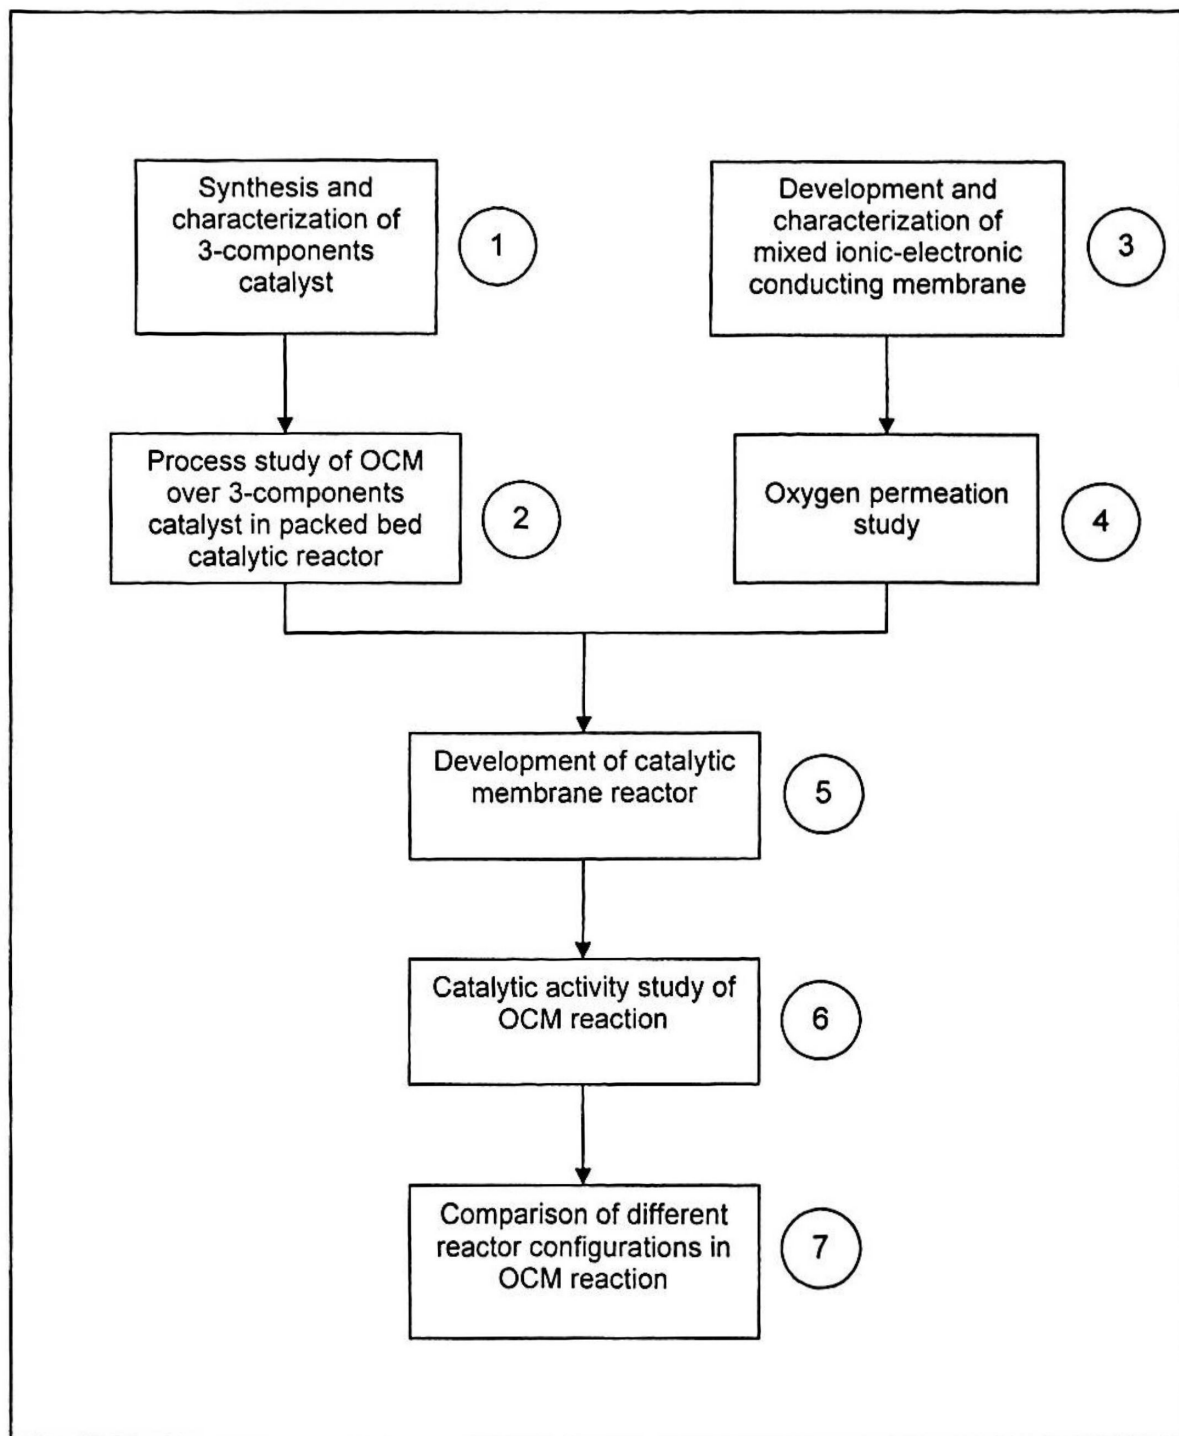 Synthesis and
characterization of
3-components
catalyst
1
Development and
characterization of
mixed ionic-electronic
conducting membrane
3
Process study of OCM
over 3-components
catalyst in packed bed
catalytic reactor
2
Oxygen permeation
study
4
Development of catalytic
membrane reactor
5
Catalytic activity study of
OCM reaction
6
Comparison of different
reactor configurations in
OCM reaction
7